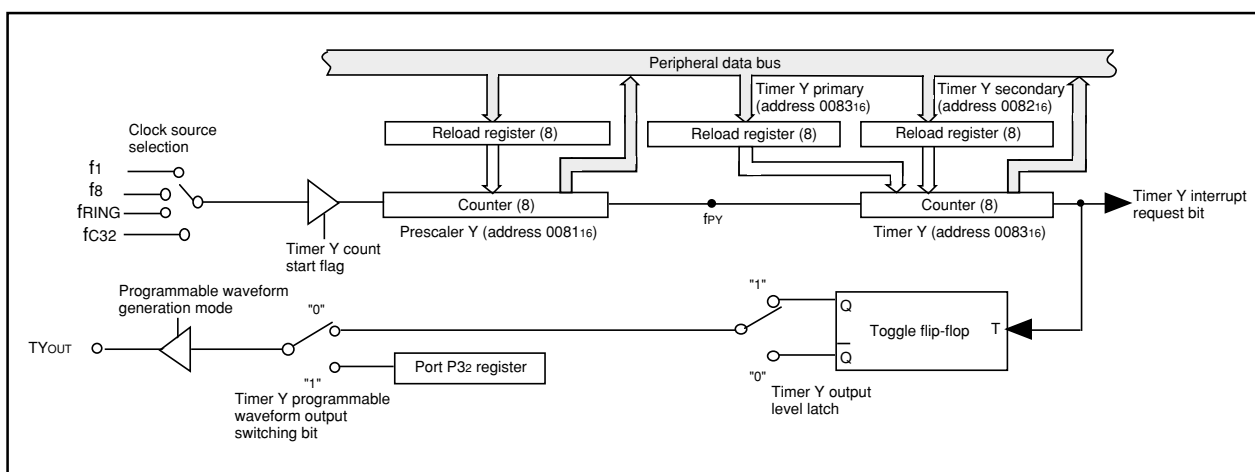 Peripheral data bus
Timer Y primary
(address 008316)
Timer Y secondary
(address 008216)
Reload register (8)
Reload register (8)
Reload register (8)
Clock source
selection
f1
f8
fRING
fC32
Counter (8)
Prescaler Y (address 008116)
fPY
Counter (8)
Timer Y (address 008316)
Timer Y interrupt
request bit
Timer Y count
start flag
Programmable waveform
generation mode
TYOUT
"0"
"1"
Port P32 register
Timer Y programmable
waveform output
switching bit
"1"
"0"
Timer Y output
level latch
Q
Toggle flip-flop
T
Q̅